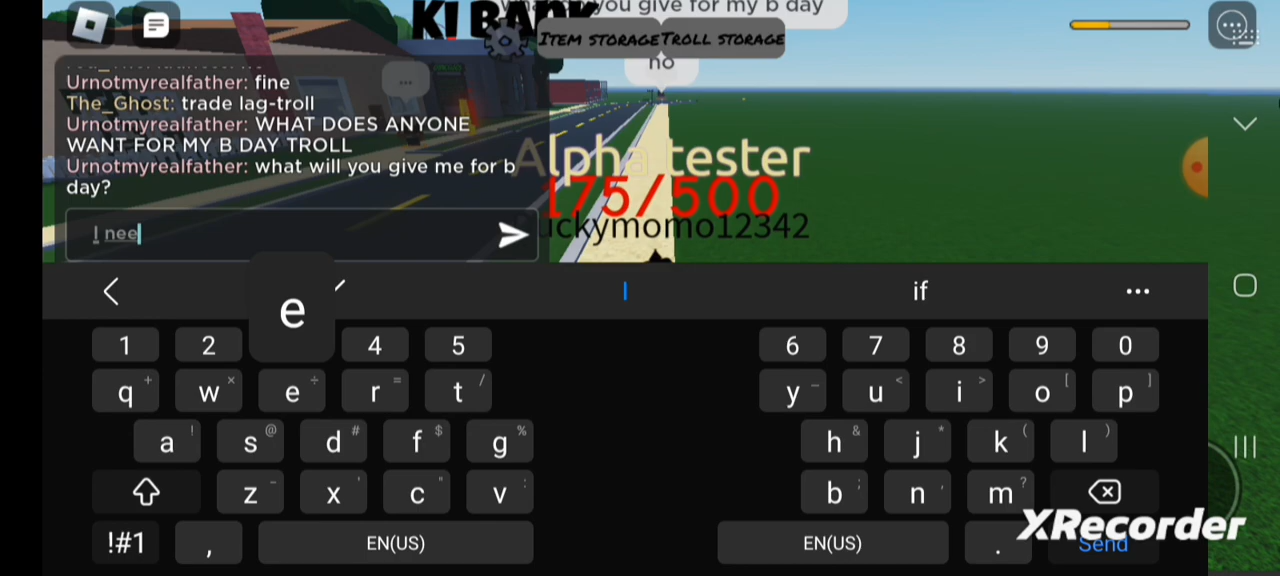 you give for my b day
KI BANK
Item storage Troll storage
no
Urnotmyrealfather: fine
The_Ghost: trade lag-troll
Urnotmyrealfather: WHAT DOES ANYONE
WANT FOR MY B DAY TROLL
Urnotmyrealfather: what will you give me for b
day?
Alpha tester
175/500
uckymomo12342
I nee
e
I
if
1 2 4 5 6 7 8 9 0
q + w × e ÷ r = t / y _ u < i > o [ p ]
a ! s @ d # f $ g % h & j * k ( l )
z - x ' c " v : b ; n , m ?
!#1 , EN(US) EN(US) . Send
XRecorder